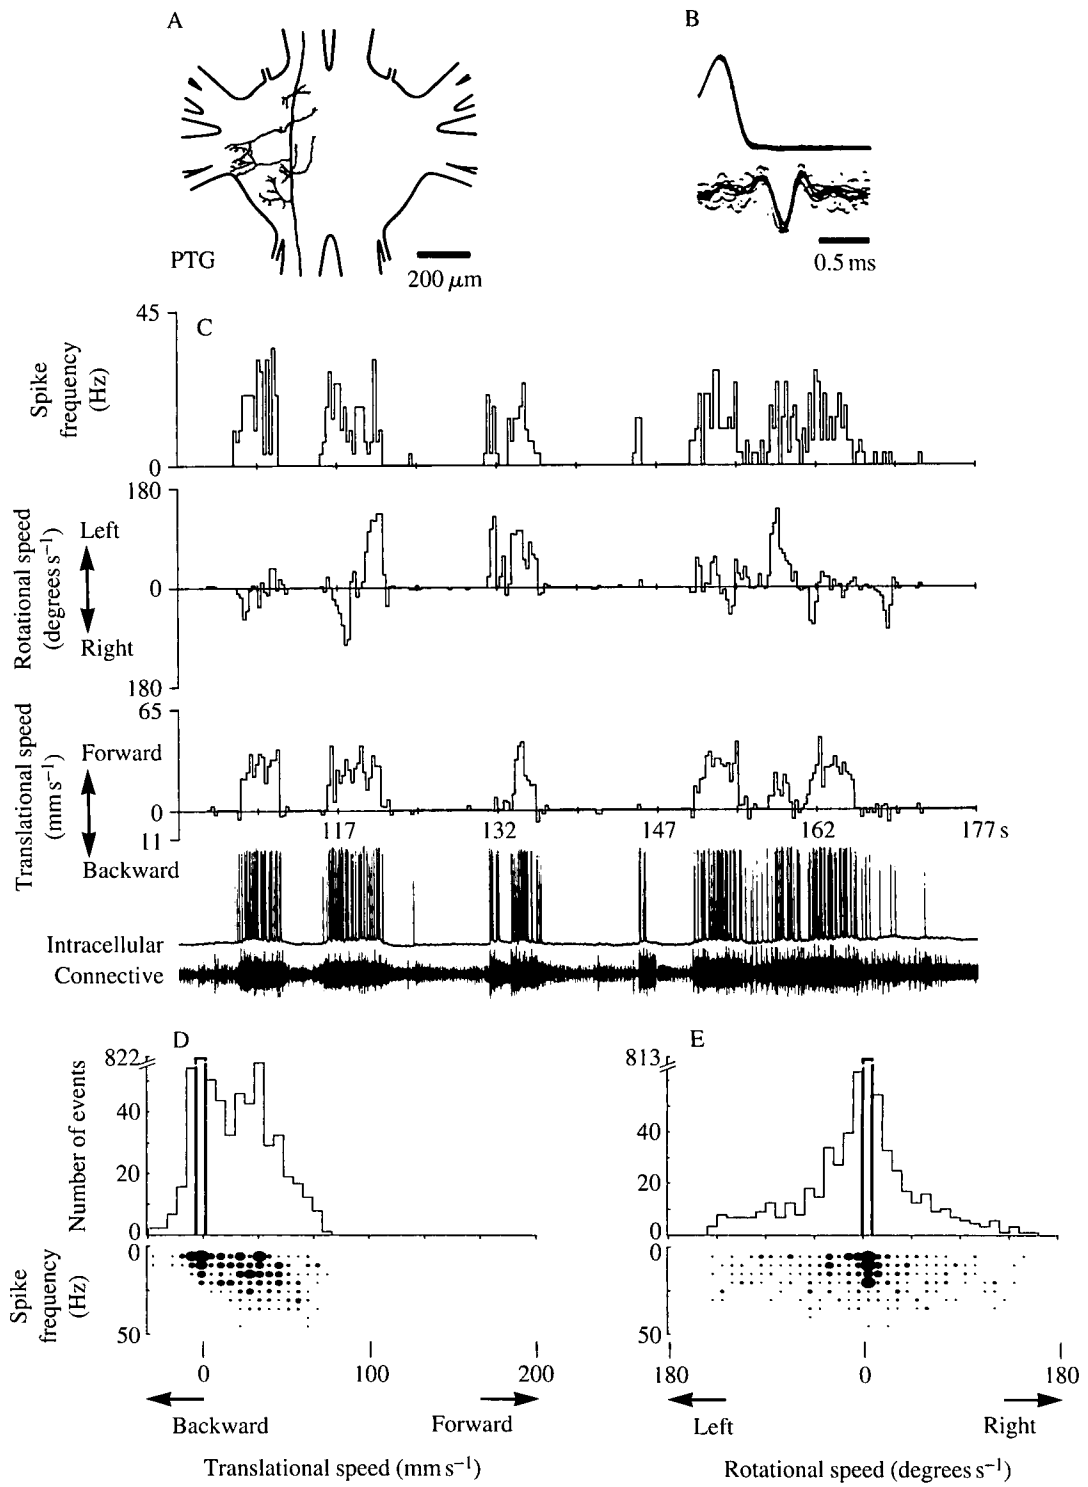 A
B
PTG
200 μm
0.5 ms
C
45
0
Spike
frequency
(Hz)
180
0
180
Left
Right
Rotational speed
(degrees s⁻¹)
65
0
11
Forward
Backward
Translational speed
(mm s⁻¹)
117
132
147
162
177 s
Intracellular
Connective
D
822
40
20
0
Number of events
0
50
Spike
frequency
(Hz)
0
100
200
Backward
Forward
Translational speed (mm s⁻¹)
E
813
40
20
0
0
50
180
0
180
Left
Right
Rotational speed (degrees s⁻¹)